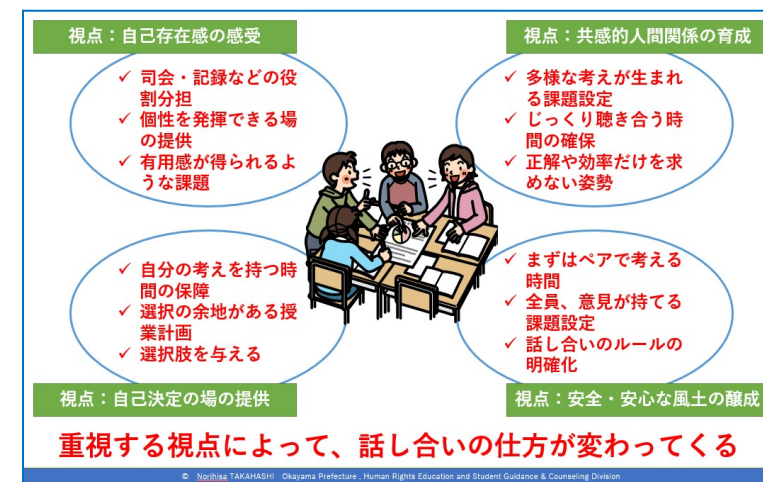 視点：自己存在感の感受
✓ 司会・記録などの役
割分担
✓ 個性を発揮できる場
の提供
✓ 有用感が得られるよ
うな課題
視点：共感的人間関係の育成
✓ 多様な考えが生まれ
る課題設定
✓ じっくり聴き合う時
間の確保
✓ 正解や効率だけを求
めない姿勢
✓ 自分の考えを持つ時
間の保障
✓ 選択の余地がある授
業計画
✓ 選択肢を与える
視点：自己決定の場の提供
✓ まずはペアで考える
時間
✓ 全員、意見が持てる
課題設定
✓ 話し合いのルールの
明確化
視点：安全・安心な風土の醸成
重視する視点によって、話し合いの仕方が変わってくる
© Norihisa TAKAHASHI Okayama Prefecture , Human Rights Education and Student Guidance & Counseling Division